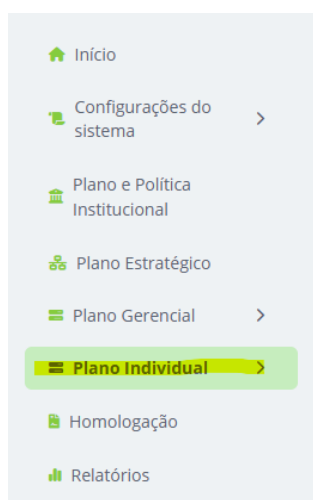 Início
Configurações do
sistema
Plano e Política
Institucional
Plano Estratégico
Plano Gerencial
Plano Individual
Homologação
Relatórios